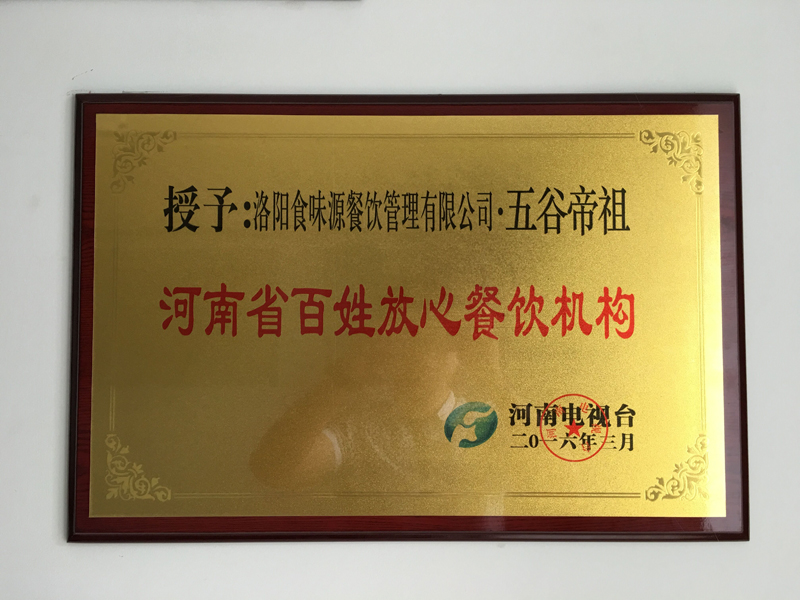 授予:洛阳食味源餐饮管理有限公司·五谷帝祖
河南省百姓放心餐饮机构
河南电视台
二0一六年三月